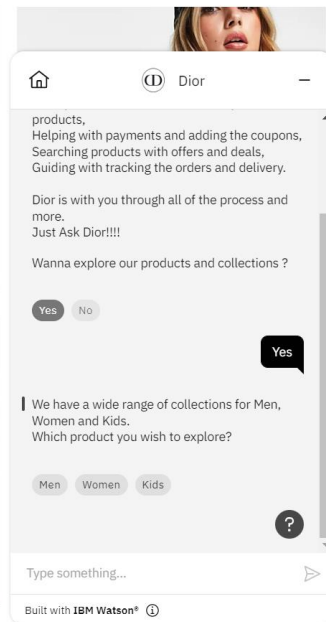 Dior
products,
Helping with payments and adding the coupons,
Searching products with offers and deals,
Guiding with tracking the orders and delivery.
Dior is with you through all of the process and
more.
Just Ask Dior!!!!
Wanna explore our products and collections ?
Yes No
Yes
We have a wide range of collections for Men,
Women and Kids.
Which product you wish to explore?
Men Women Kids
?
Type something...
Built with IBM Watson®